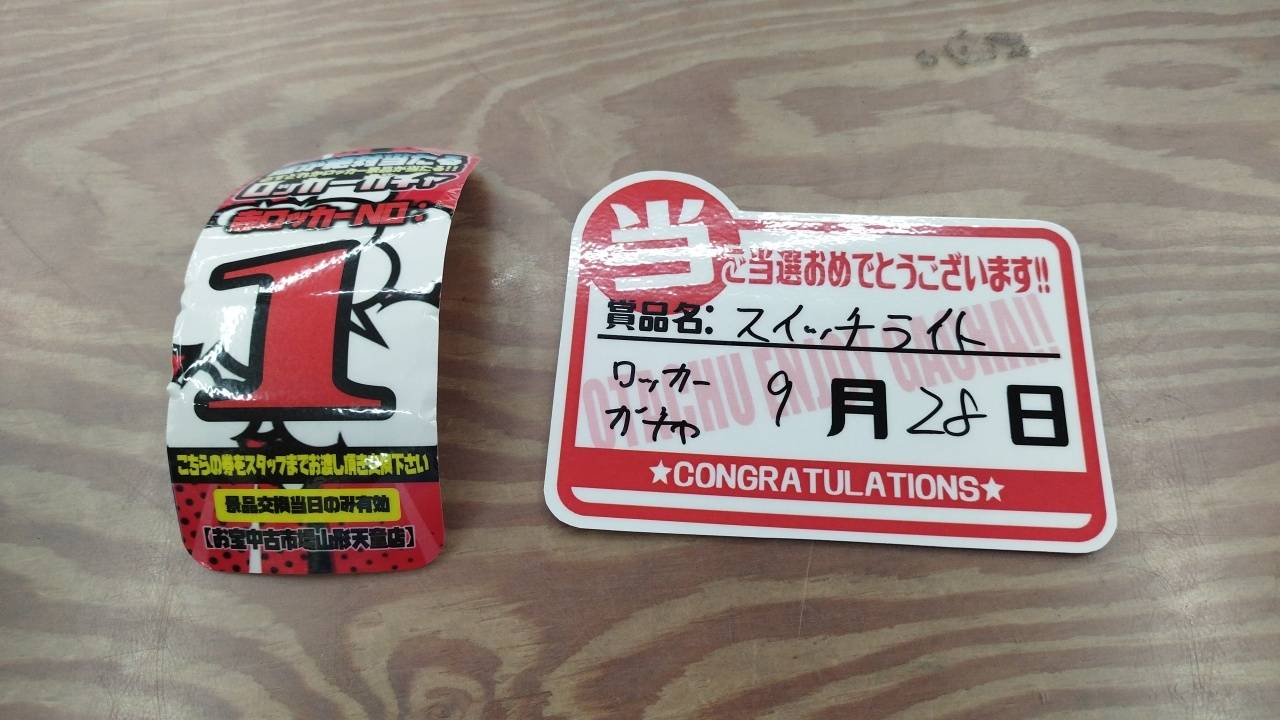 ロッカーガチャ
赤ロッカーNO:
1
こちらの券をスタッフまでお渡し頂き交換下さい
景品交換当日のみ有効
【お宝中古市場山形天童店】
当
ご当選おめでとうございます!!
賞品名: スイッチライト
OTACHU ENJOY GACHA!!
ロッカー
ガチャ
9月28日
★CONGRATULATIONS★